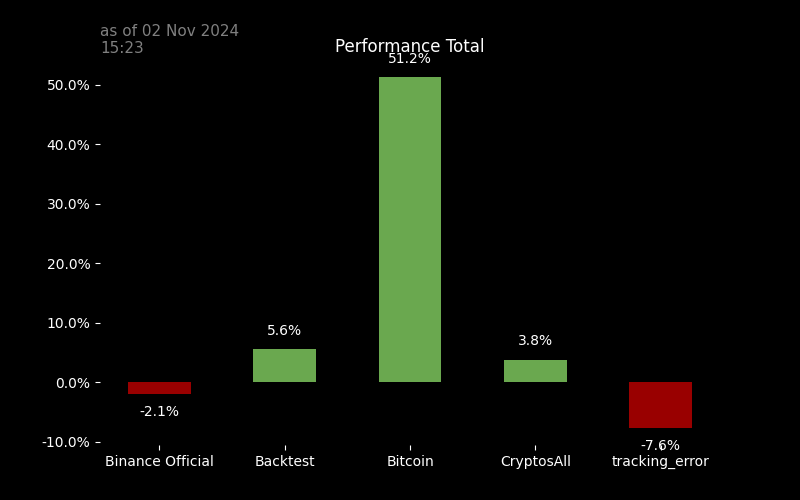 as of 02 Nov 2024
15:23
Performance Total
51.2%
50.0%
40.0%
30.0%
20.0%
10.0%
0.0%
-10.0%
5.6%
3.8%
-2.1%
-7.6%
Binance Official
Backtest
Bitcoin
CryptosAll
tracking_error